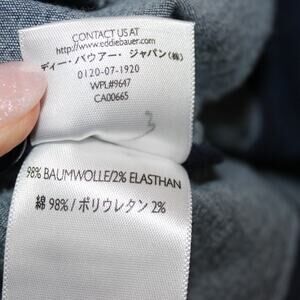 CONTACT US AT
http://www.eddiebauer.com
ディー・バウアー・ジャパン(株)
0120-07-1920
WPL#9647
CA00665
3
98% BAUMWOLLE/2% ELASTHAN
綿 98% / ポリウレタン 2%